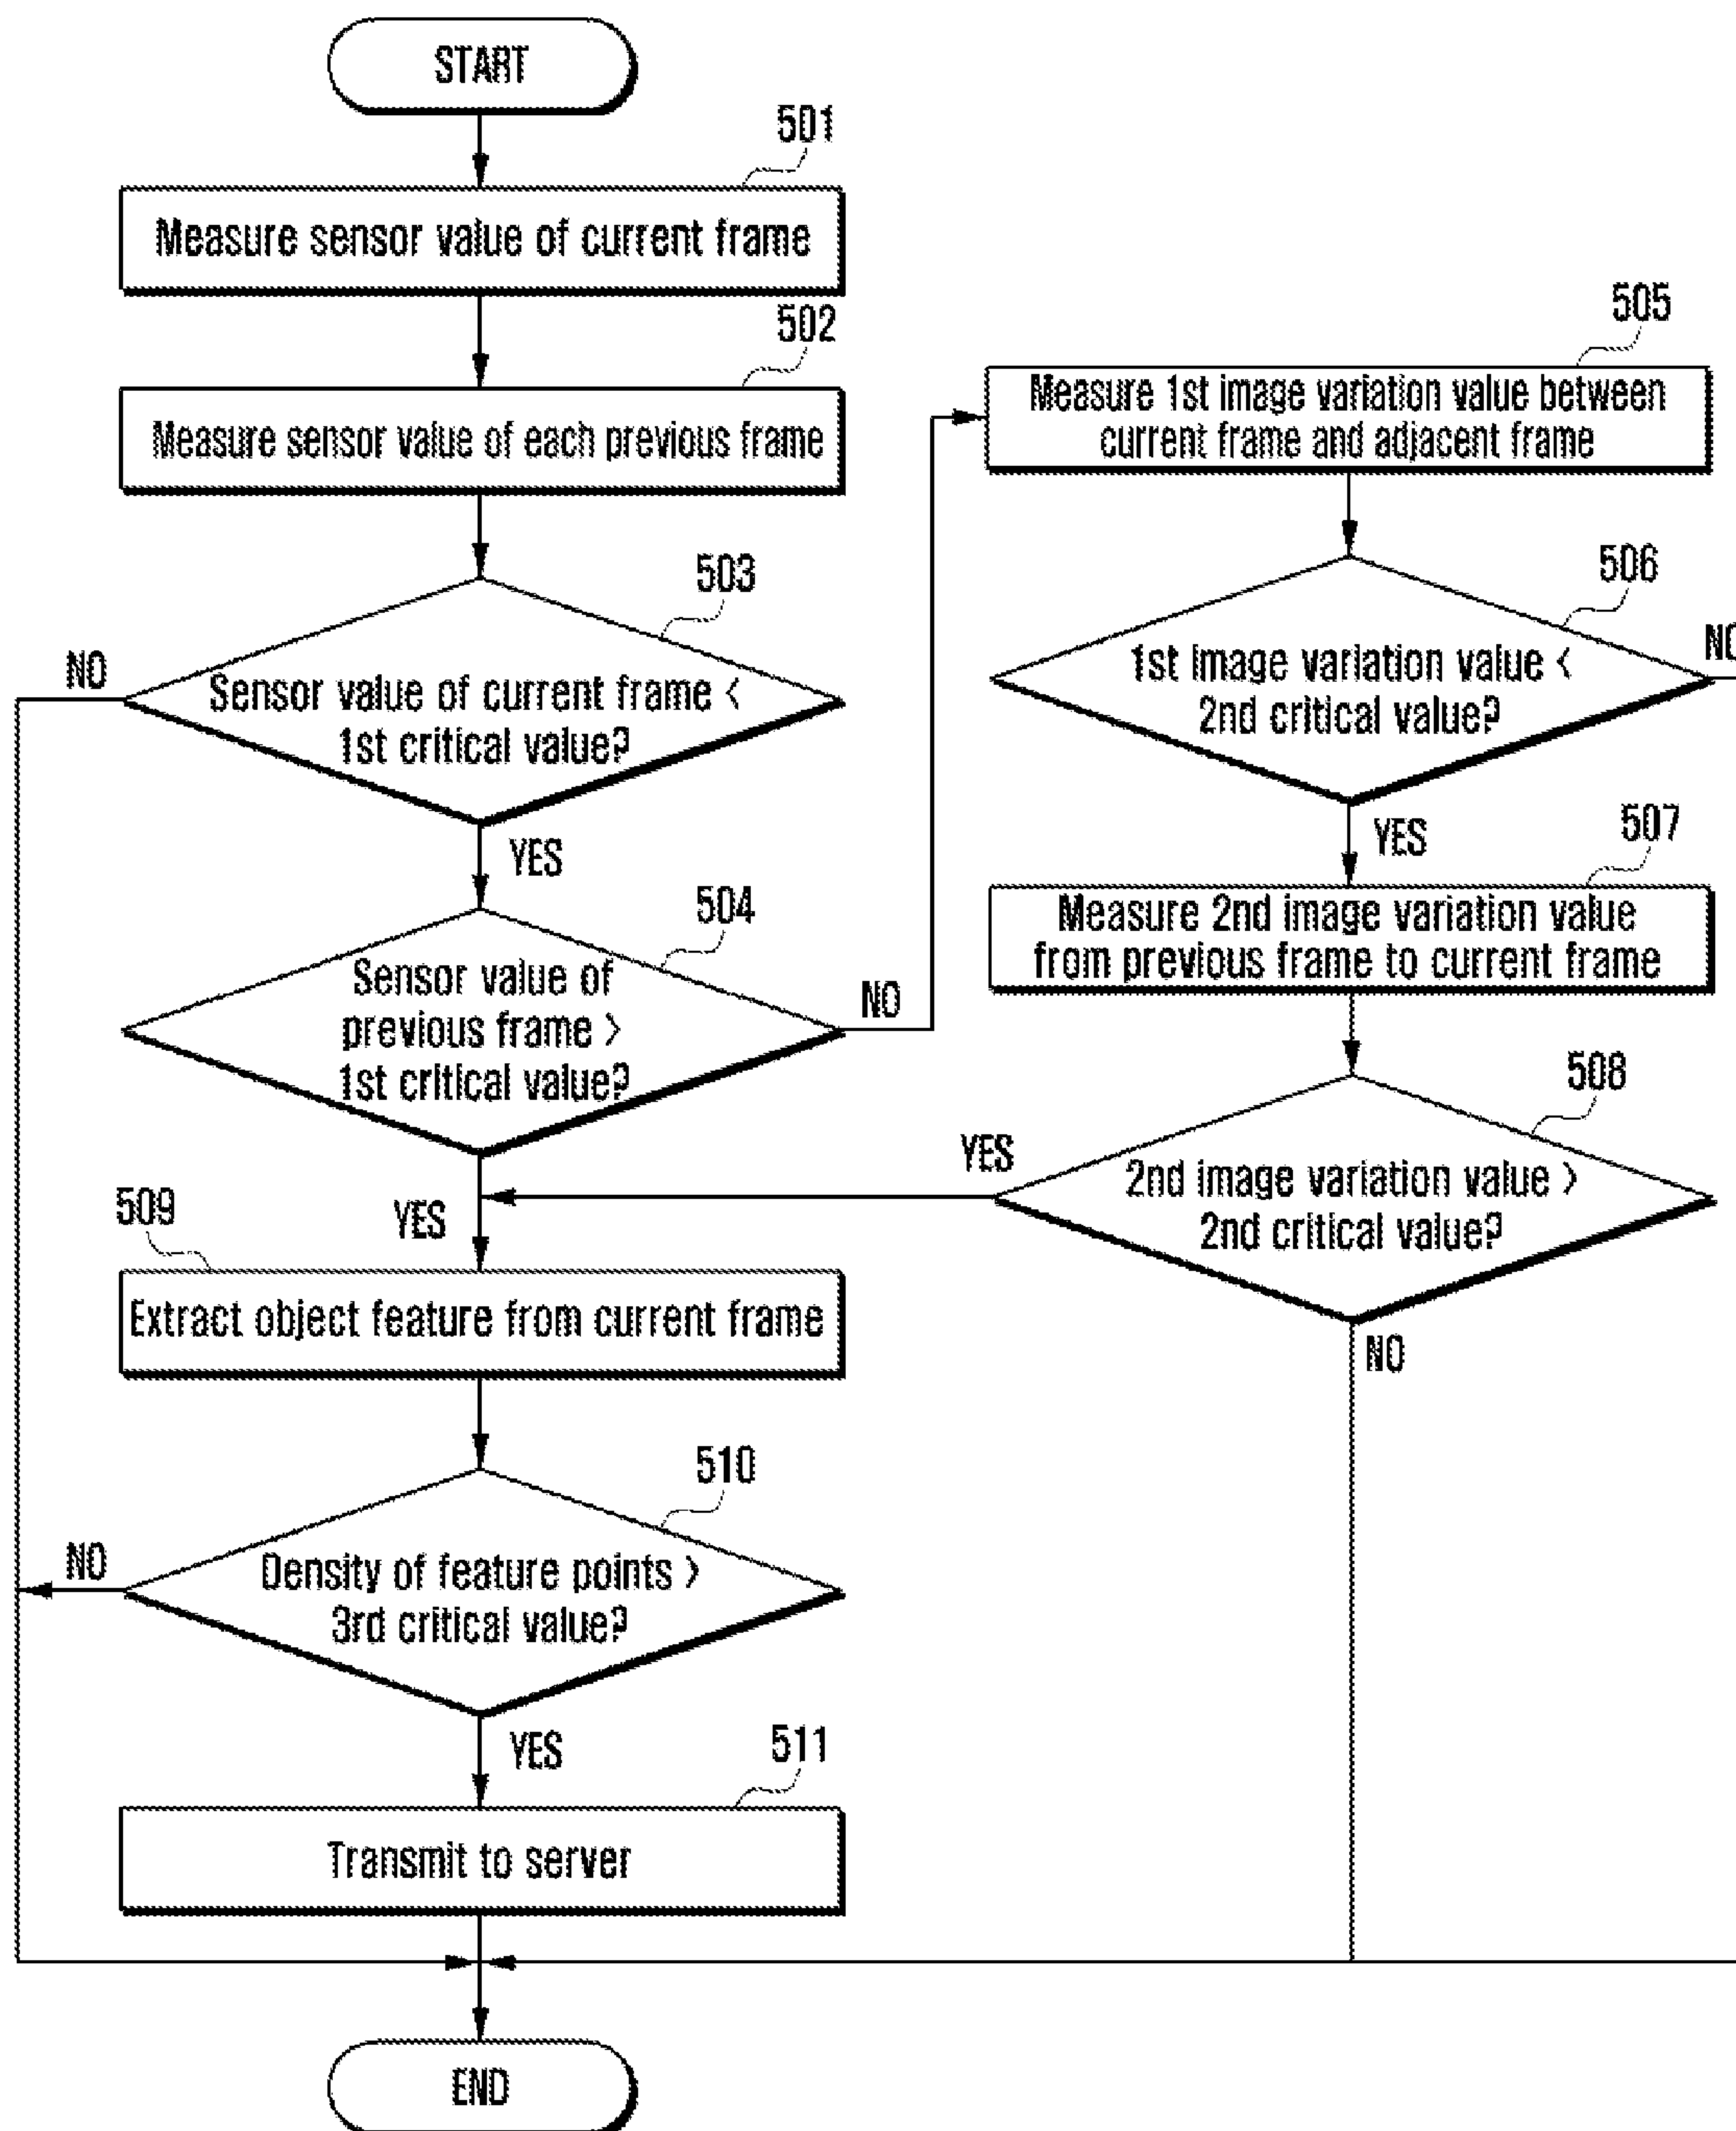 START
501
Measure sensor value of current frame
502
Measure sensor value of each previous frame
503
NO
Sensor value of current frame <
1st critical value?
YES
504
Sensor value of
previous frame >
1st critical value?
NO
YES
505
Measure 1st image variation value between
current frame and adjacent frame
506
NO
1st image variation value <
2nd critical value?
YES
507
Measure 2nd image variation value
from previous frame to current frame
508
YES
2nd image variation value >
2nd critical value?
NO
509
Extract object feature from current frame
510
NO
Density of feature points >
3rd critical value?
YES
511
Transmit to server
END